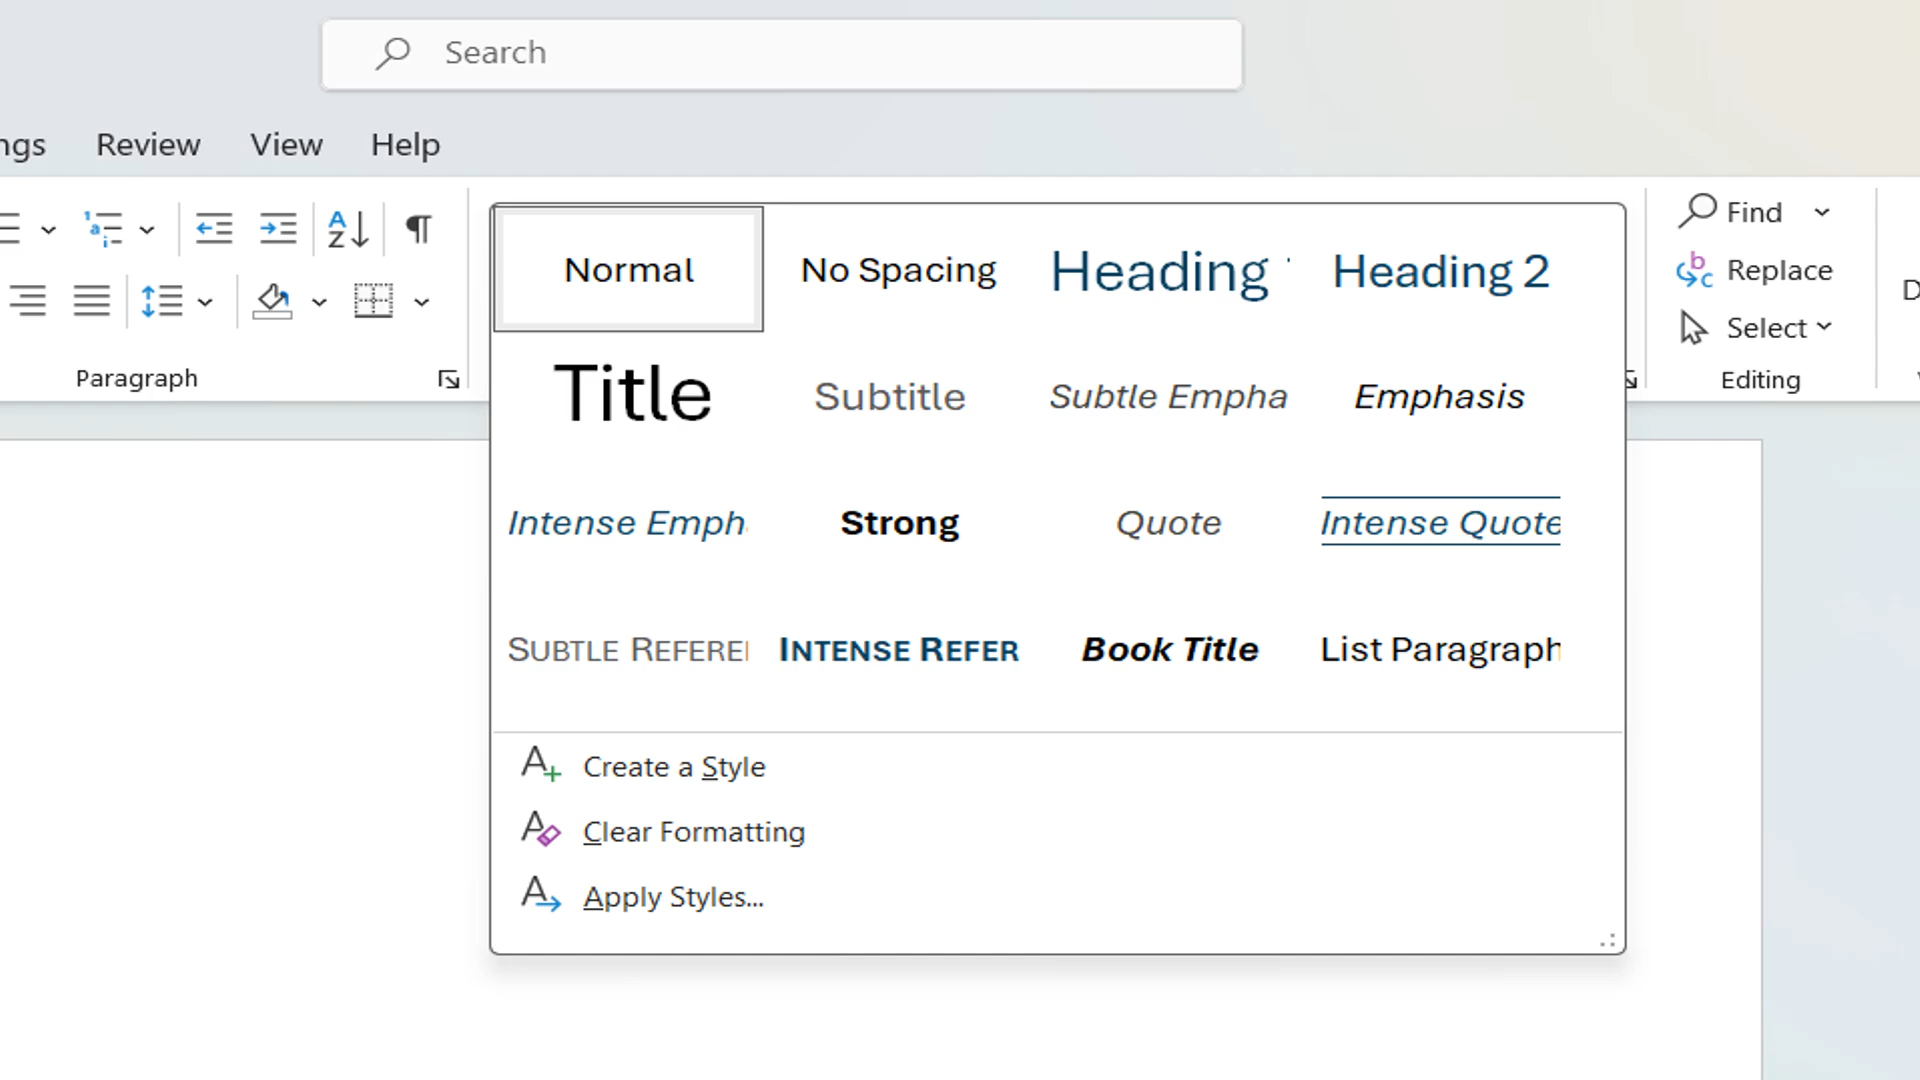 Search
ngs Review View Help
Normal No Spacing Heading Heading 2
Find
Replace
Select
Title Subtitle Subtle Empha Emphasis
Paragraph
Editing
Intense Emph Strong Quote Intense Quote
SUBTLE REFERE INTENSE REFER Book Title List Paragraph
Create a Style
Clear Formatting
Apply Styles...